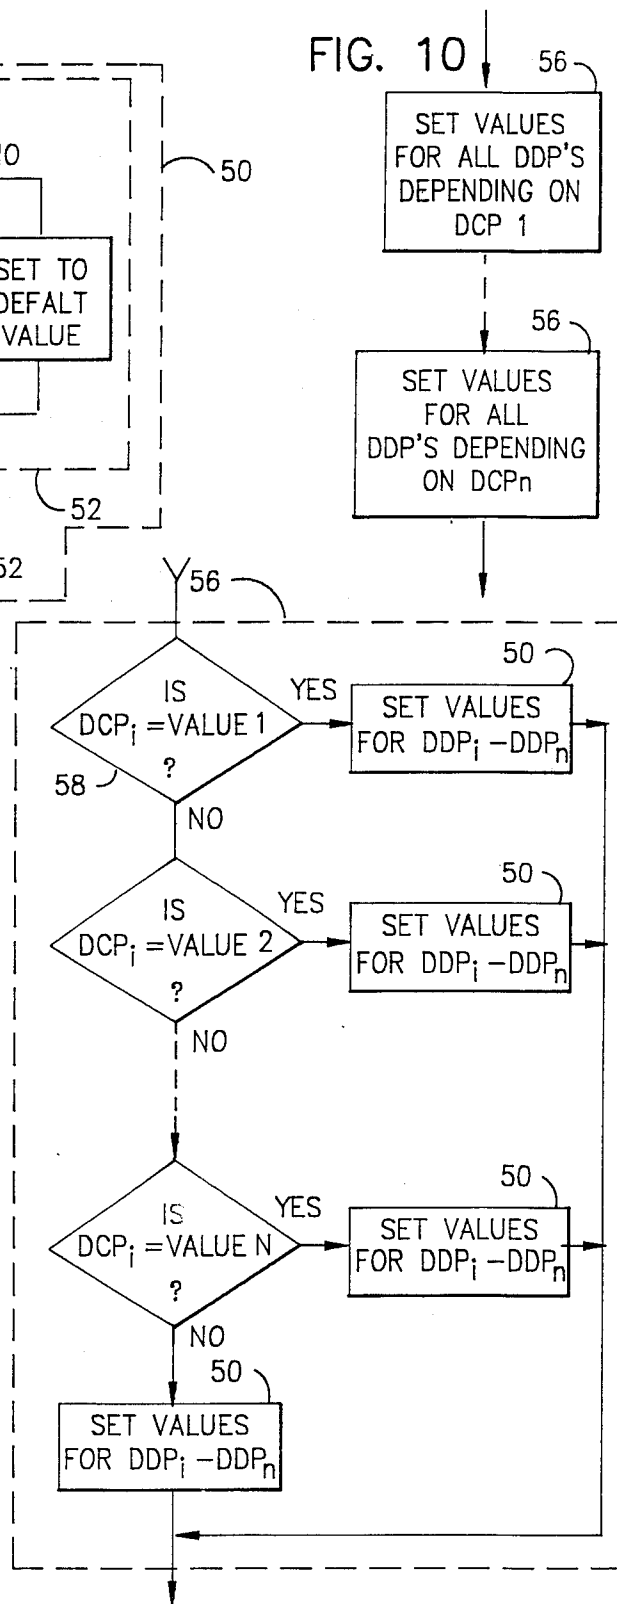 FIG. 10
56
SET VALUES
FOR ALL DDP'S
DEPENDING ON
DCP 1
56
SET VALUES
FOR ALL
DDP'S DEPENDING
ON DCPn
50
SET TO
DEFALT
VALUE
52
52
56
IS
DCPi = VALUE 1
?
58
YES
NO
50
SET VALUES
FOR DDPi – DDPn
IS
DCPi = VALUE 2
?
YES
NO
50
SET VALUES
FOR DDPi – DDPn
IS
DCPi = VALUE N
?
YES
NO
50
SET VALUES
FOR DDPi – DDPn
50
SET VALUES
FOR DDPi – DDPn